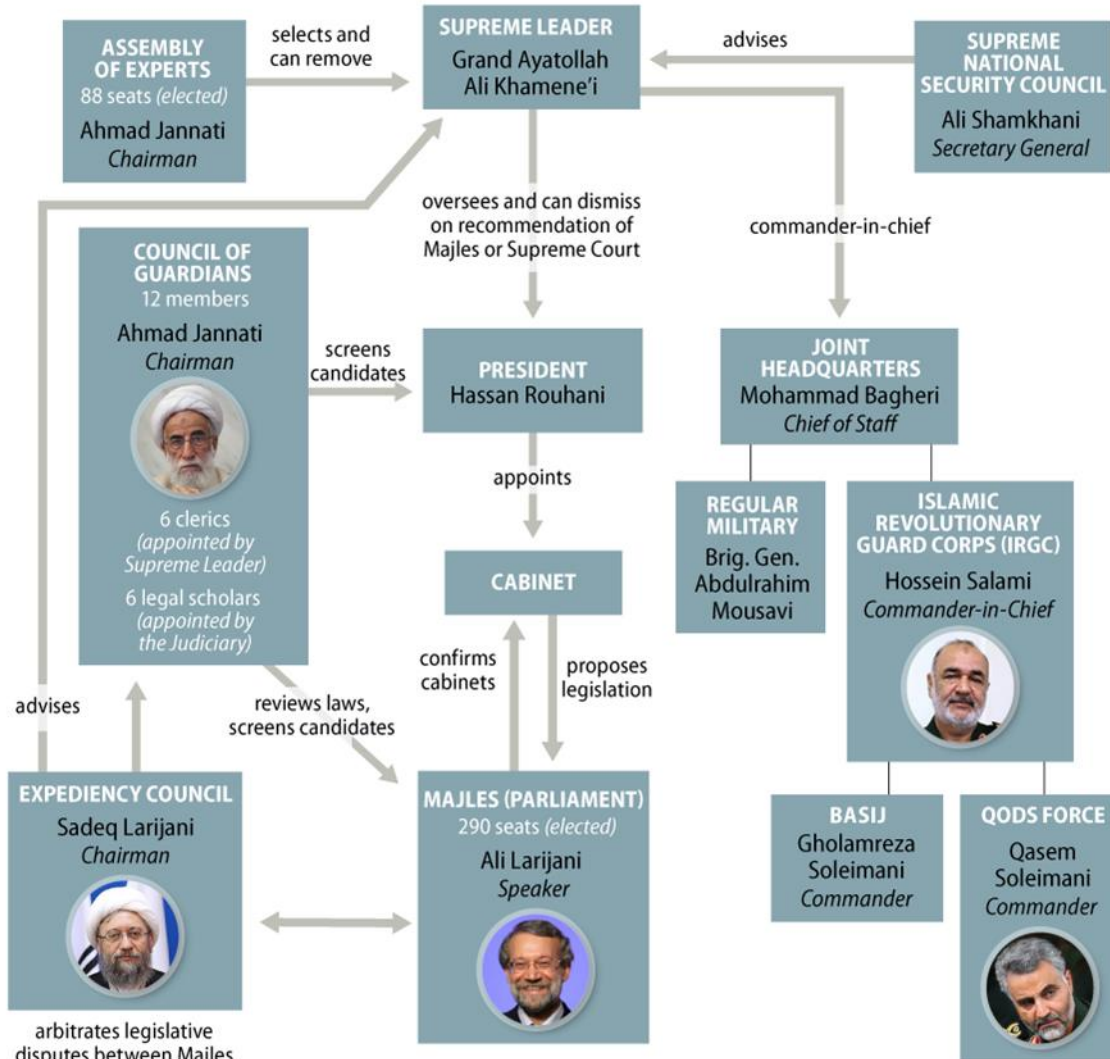 ASSEMBLY
OF EXPERTS
88 seats (elected)
Ahmad Jannati
Chairman
selects and
can remove
SUPREME LEADER
Grand Ayatollah
Ali Khamene'i
advises
SUPREME
NATIONAL
SECURITY COUNCIL
Ali Shamkhani
Secretary General
oversees and can dismiss
on recommendation of
Majles or Supreme Court
commander-in-chief
COUNCIL OF
GUARDIANS
12 members
Ahmad Jannati
Chairman
6 clerics
(appointed by
Supreme Leader)
6 legal scholars
(appointed by
the Judiciary)
screens
candidates
PRESIDENT
Hassan Rouhani
JOINT
HEADQUARTERS
Mohammad Bagheri
Chief of Staff
appoints
REGULAR
MILITARY
Brig. Gen.
Abdulrahim
Mousavi
ISLAMIC
REVOLUTIONARY
GUARD CORPS (IRGC)
Hossein Salami
Commander-in-Chief
CABINET
confirms
cabinets
proposes
legislation
advises
reviews laws,
screens candidates
EXPEDIENCY COUNCIL
Sadeq Larijani
Chairman
MAJLES (PARLIAMENT)
290 seats (elected)
Ali Larijani
Speaker
BASIJ
Gholamreza
Soleimani
Commander
QODS FORCE
Qasem
Soleimani
Commander
arbitrates legislative
disputes between Majles